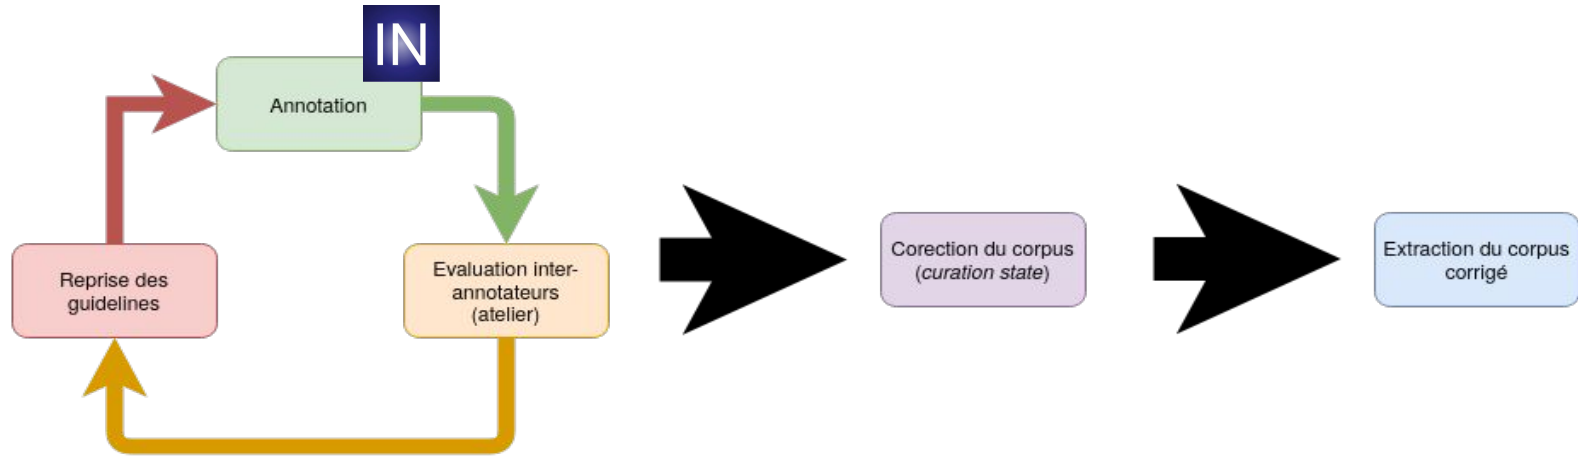 IN
Annotation
Reprise des
guidelines
Evaluation inter-
annotateurs
(atelier)
Corection du corpus
(curation state)
Extraction du corpus
corrigé